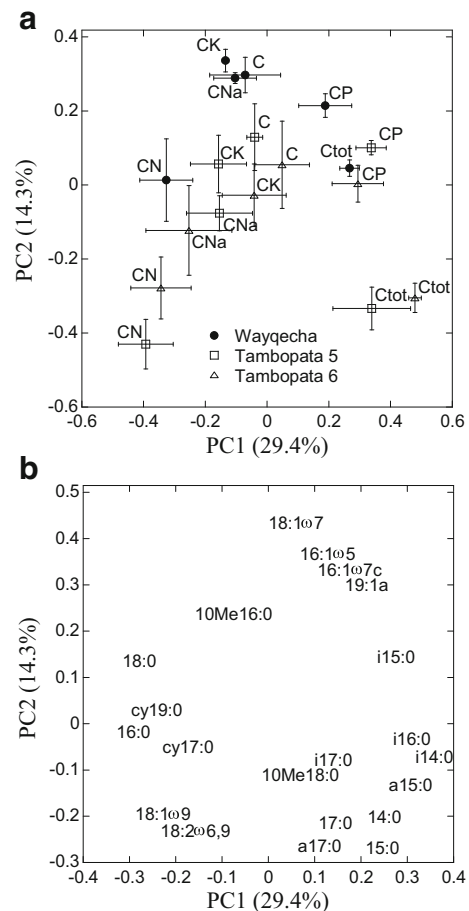 a
0.4
0.2
0
-0.2
-0.4
-0.6
PC2 (14.3%)
CK
C
CNa
CP
C
CP
CK
C
Ctot
CN
CK
CP
CNa
CNa
CN
CN
Ctot
Ctot
Wayqecha
Tambopata 5
Tambopata 6
-0.6
-0.4
-0.2
0
0.2
0.4
0.6
PC1 (29.4%)
b
0.5
0.4
0.3
0.2
0.1
0
-0.1
-0.2
-0.3
PC2 (14.3%)
18:1ω7
16:1ω5
16:1ω7c
19:1a
10Me16:0
18:0
i15:0
cy19:0
16:0
cy17:0
i16:0
i14:0
i17:0
10Me18:0
a15:0
18:1ω9
18:2ω6,9
17:0
14:0
a17:0
15:0
-0.4
-0.3
-0.2
-0.1
0
0.1
0.2
0.3
0.4
PC1 (29.4%)